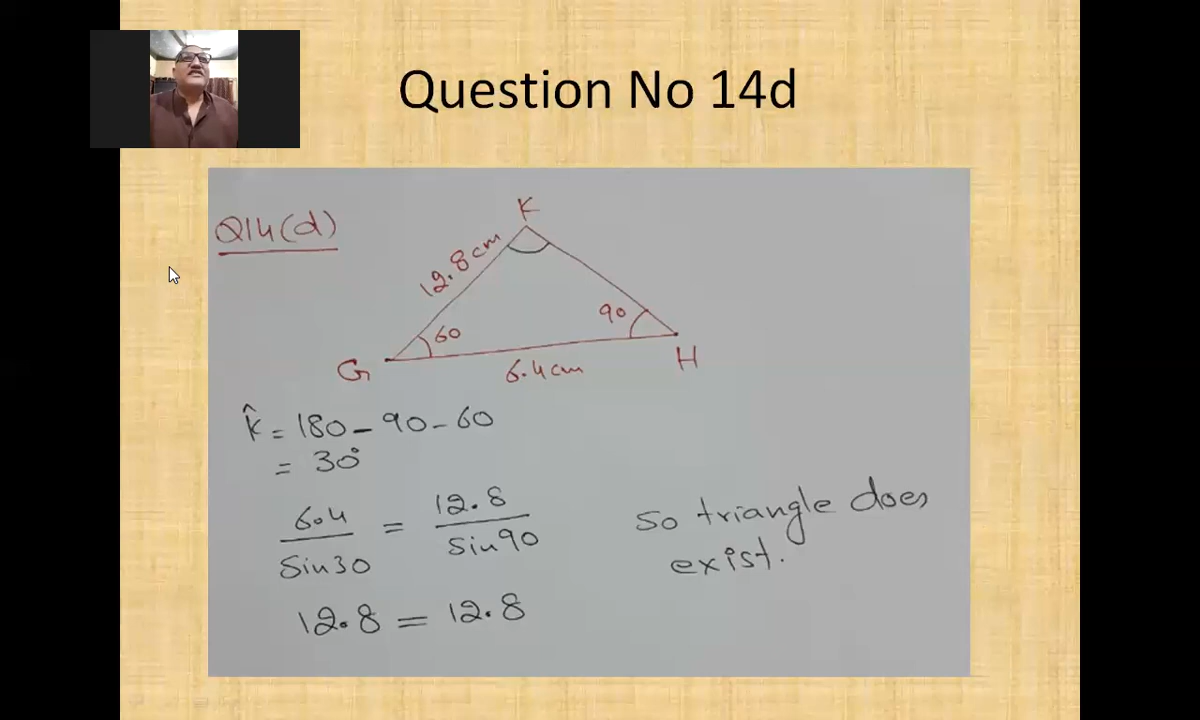 Question No 14d
Q14(d)
K
12.8cm
60
90
G
6.4cm
H
K̂ = 180 - 90 - 60
= 30°
6.4/sin30 = 12.8/sin90
12.8 = 12.8
so triangle does
exist.